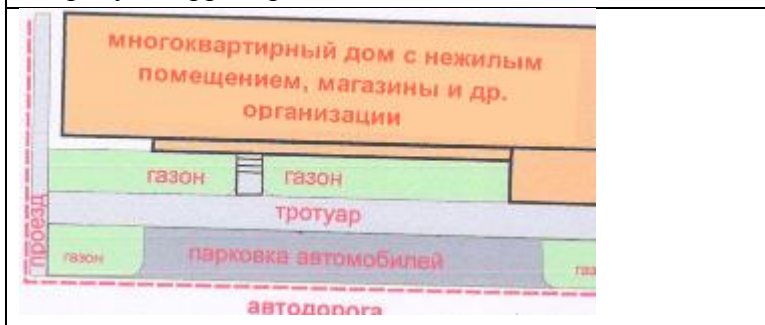 многоквартирный дом с нежилым
помещением, магазины и др.
организации
газон
газон
тротуар
проезд
газон
парковка автомобилей
автодорога